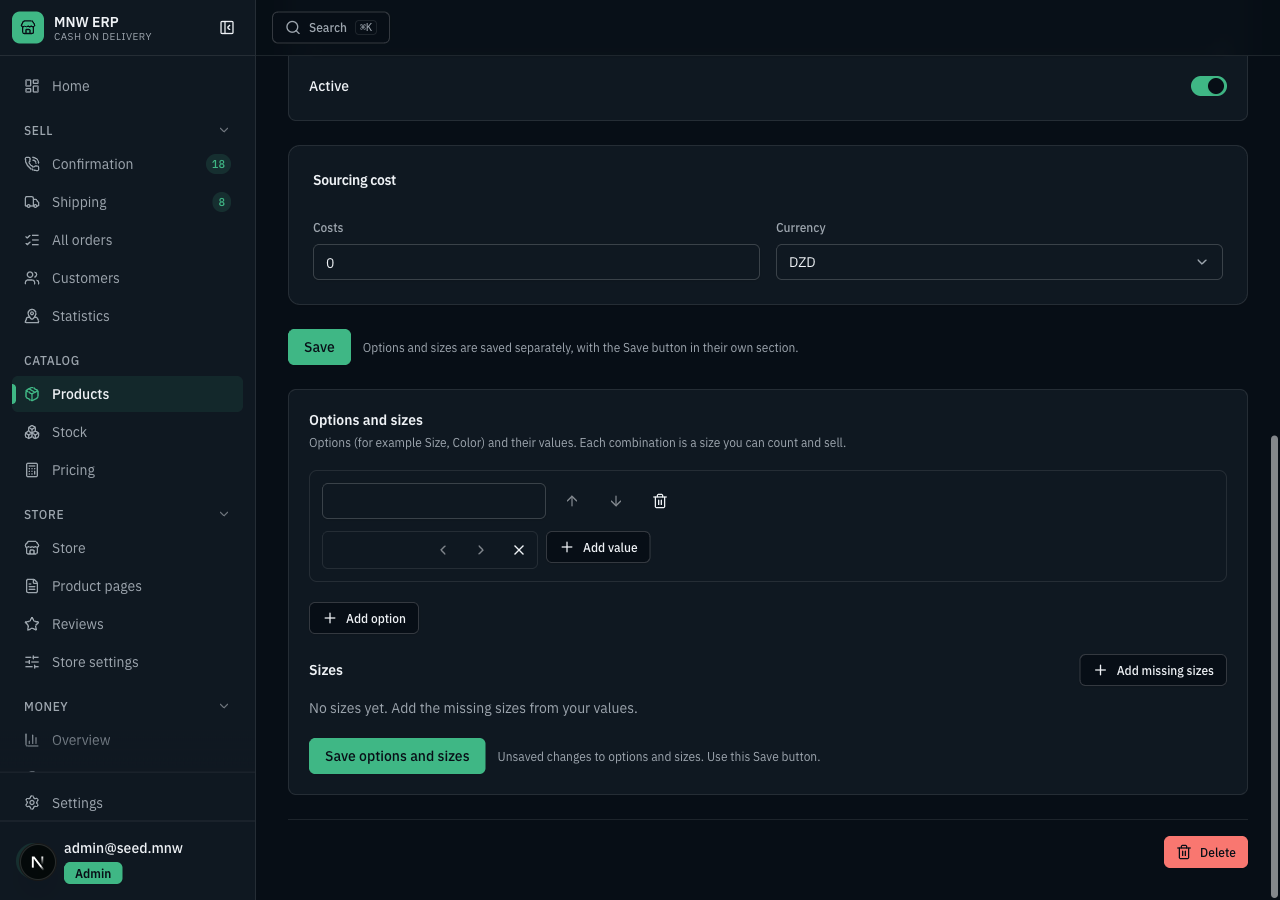 MNW ERP
CASH ON DELIVERY
Search ⌘K
Home
SELL
Confirmation 18
Shipping 8
All orders
Customers
Statistics
CATALOG
Products
Stock
Pricing
STORE
Store
Product pages
Reviews
Store settings
MONEY
Overview
Settings
N
admin@seed.mnw
Admin
Active
Sourcing cost
Costs
Currency
0
DZD
Save
Options and sizes are saved separately, with the Save button in their own section.
Options and sizes
Options (for example Size, Color) and their values. Each combination is a size you can count and sell.
Add value
Add option
Sizes
Add missing sizes
No sizes yet. Add the missing sizes from your values.
Save options and sizes
Unsaved changes to options and sizes. Use this Save button.
Delete